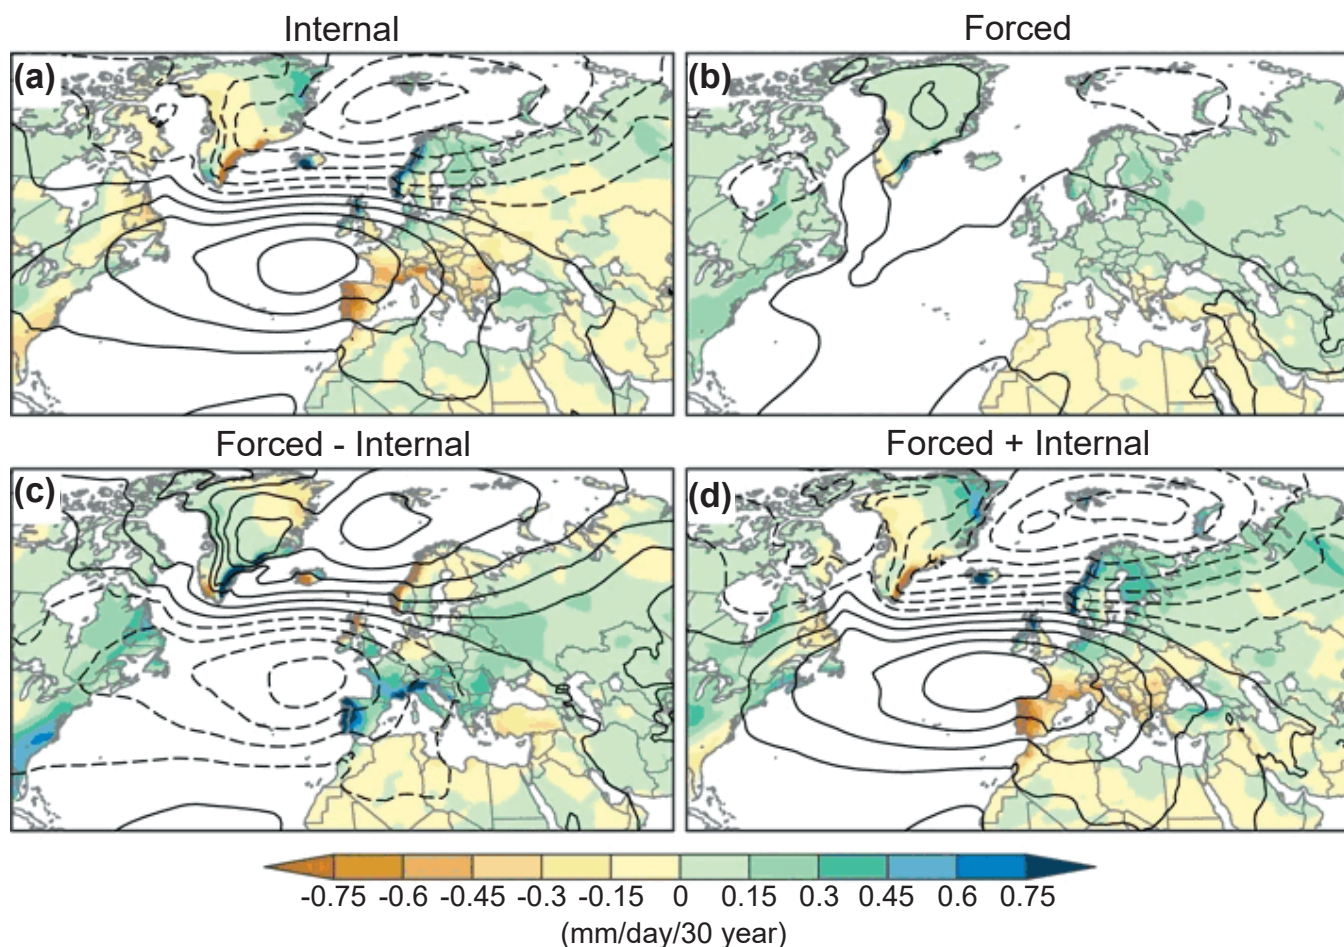 Internal
Forced
(a)
(b)
Forced - Internal
Forced + Internal
(c)
(d)
-0.75 -0.6 -0.45 -0.3 -0.15 0 0.15 0.3 0.45 0.6 0.75
(mm/day/30 year)